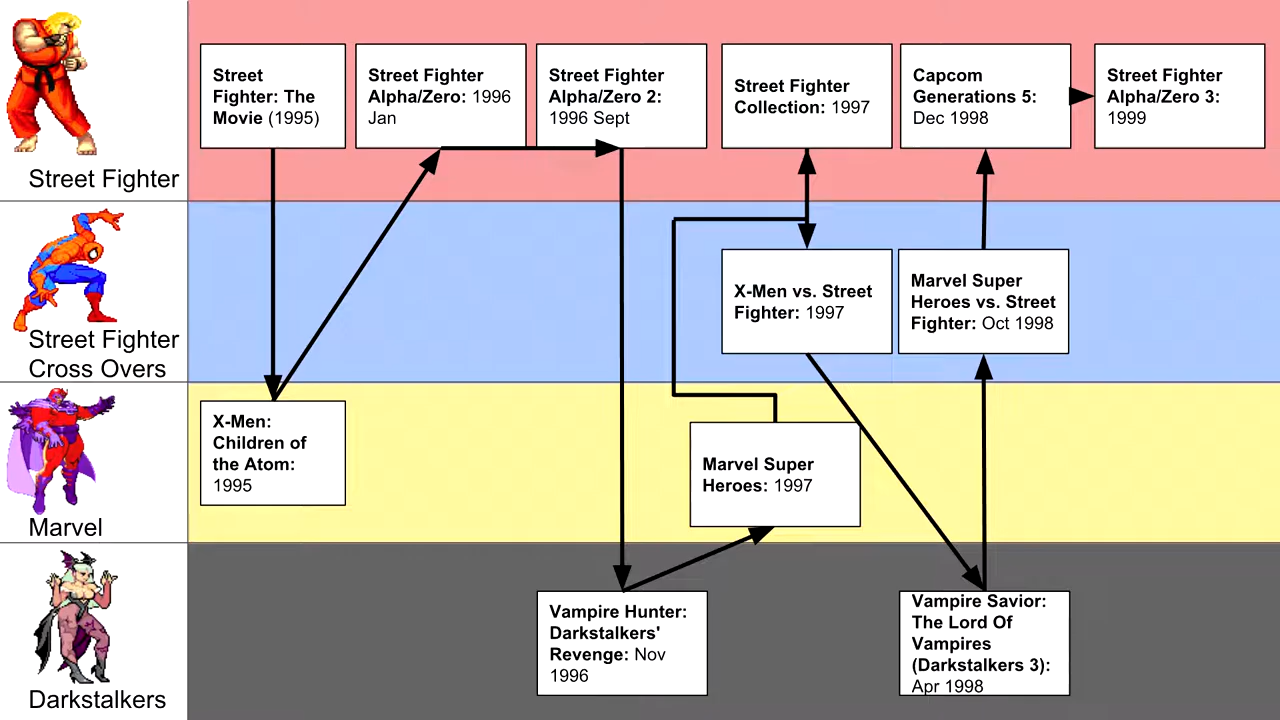 Street
Fighter: The
Movie (1995)
Street Fighter
Alpha/Zero: 1996
Jan
Street Fighter
Alpha/Zero 2:
1996 Sept
Street Fighter
Collection: 1997
Capcom
Generations 5:
Dec 1998
Street Fighter
Alpha/Zero 3:
1999
Street Fighter
X-Men vs. Street
Fighter: 1997
Marvel Super
Heroes vs. Street
Fighter: Oct 1998
Street Fighter
Cross Overs
X-Men:
Children of
the Atom:
1995
Marvel Super
Heroes: 1997
Marvel
Vampire Hunter:
Darkstalkers'
Revenge: Nov
1996
Vampire Savior:
The Lord Of
Vampires
(Darkstalkers 3):
Apr 1998
Darkstalkers